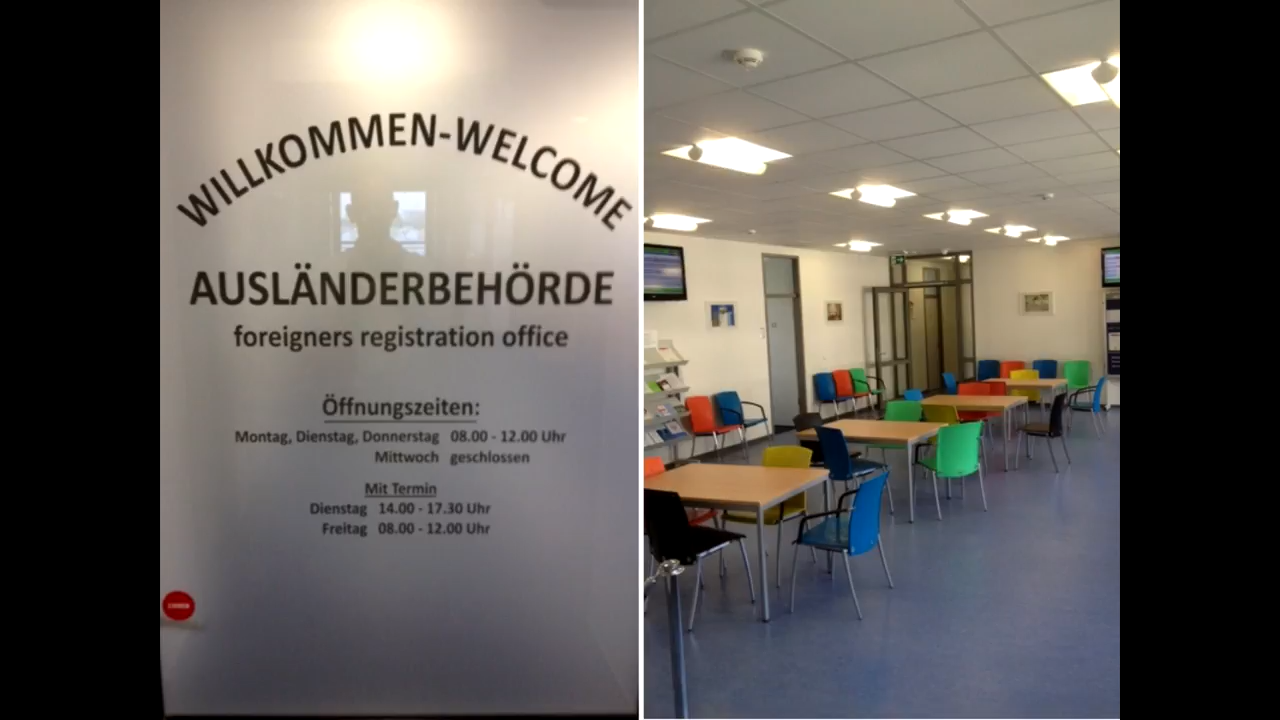 WILLKOMMEN-WELCOME
AUSLÄNDERBEHÖRDE
foreigners registration office
Öffnungszeiten:
Montag, Dienstag, Donnerstag 08.00 - 12.00 Uhr
Mittwoch geschlossen
Mit Termin
Dienstag 14.00 - 17.30 Uhr
Freitag 08.00 - 12.00 Uhr